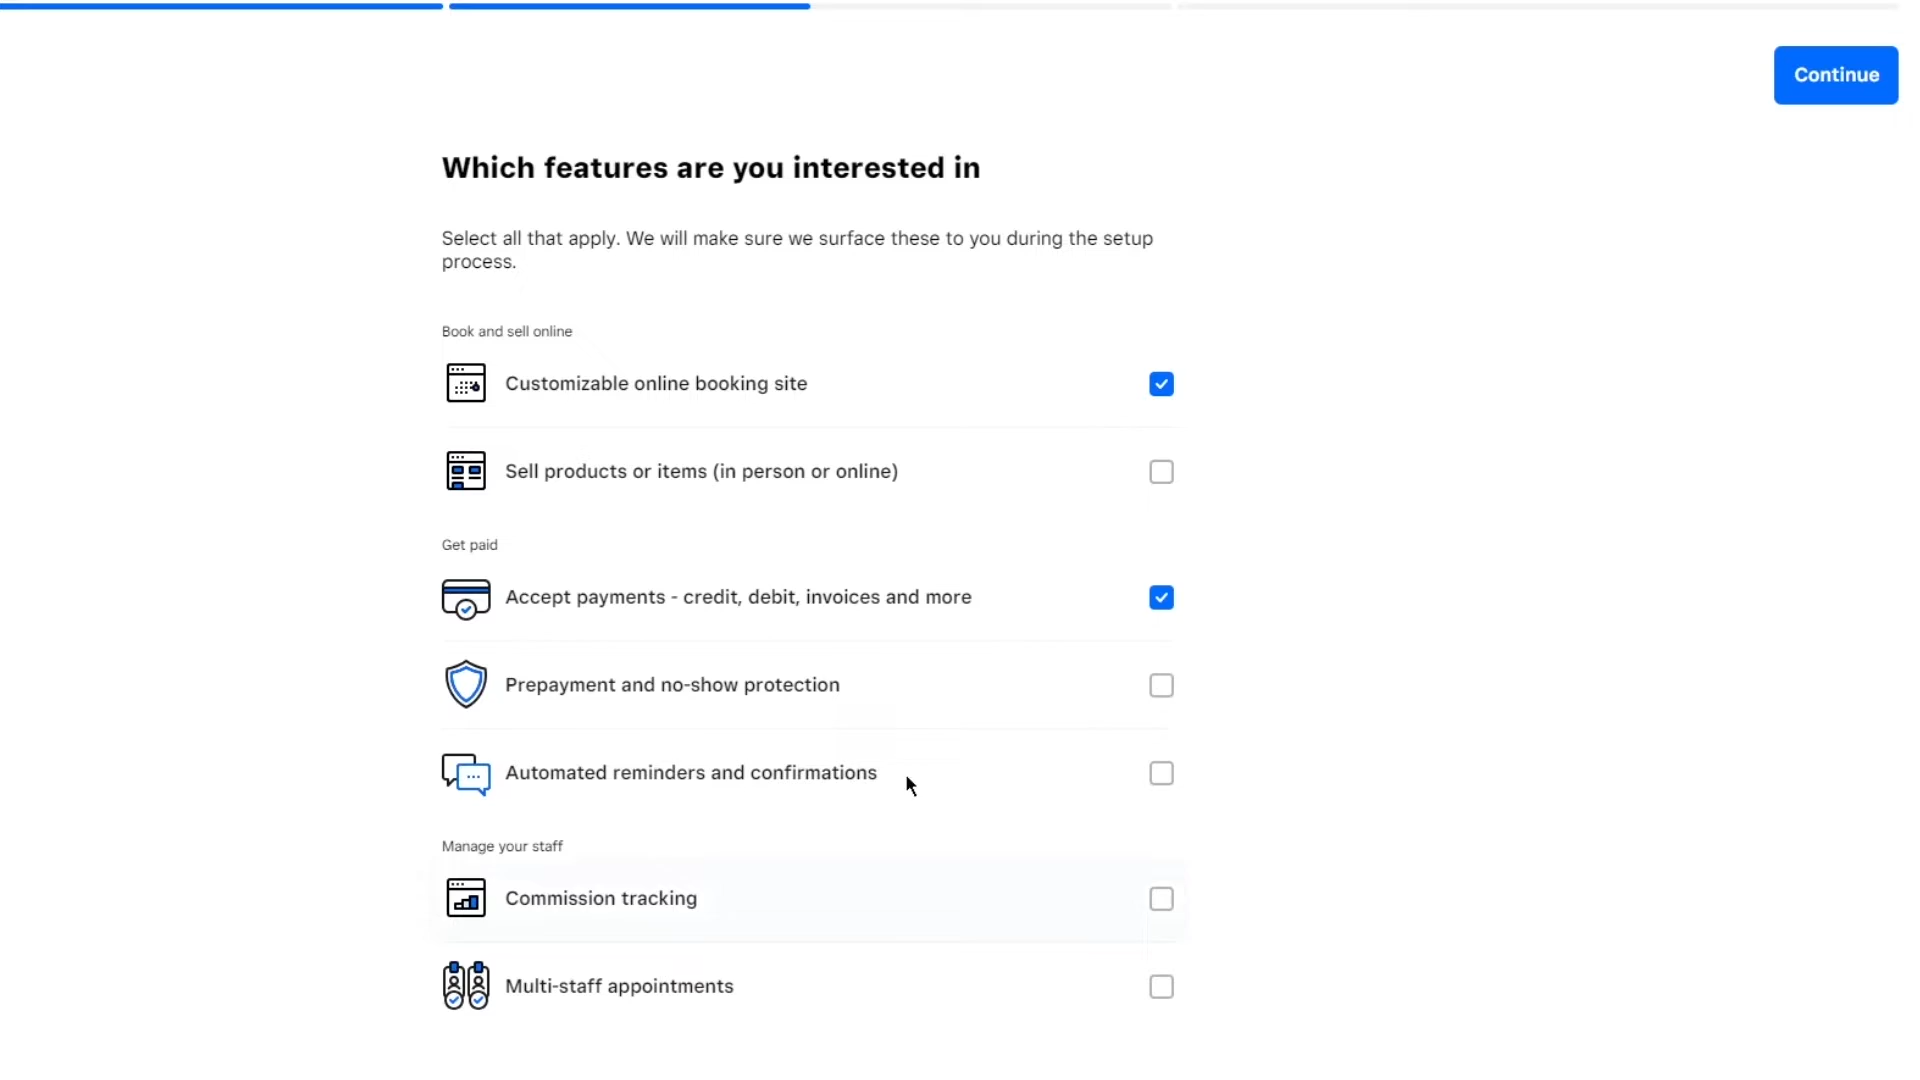 Continue
Which features are you interested in
Select all that apply. We will make sure we surface these to you during the setup
process.
Book and sell online
Customizable online booking site
Sell products or items (in person or online)
Get paid
Accept payments - credit, debit, invoices and more
Prepayment and no-show protection
Automated reminders and confirmations
Manage your staff
Commission tracking
Multi-staff appointments